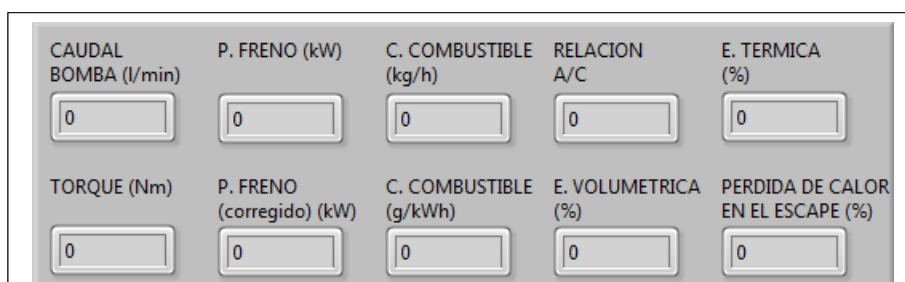 CAUDAL
BOMBA (l/min)
0
P. FRENO (kW)
0
C. COMBUSTIBLE
(kg/h)
0
RELACION
A/C
0
E. TERMICA
(%)
0
TORQUE (Nm)
0
P. FRENO
(corregido) (kW)
0
C. COMBUSTIBLE
(g/kWh)
0
E. VOLUMETRICA
(%)
0
PERDIDA DE CALOR
EN EL ESCAPE (%)
0